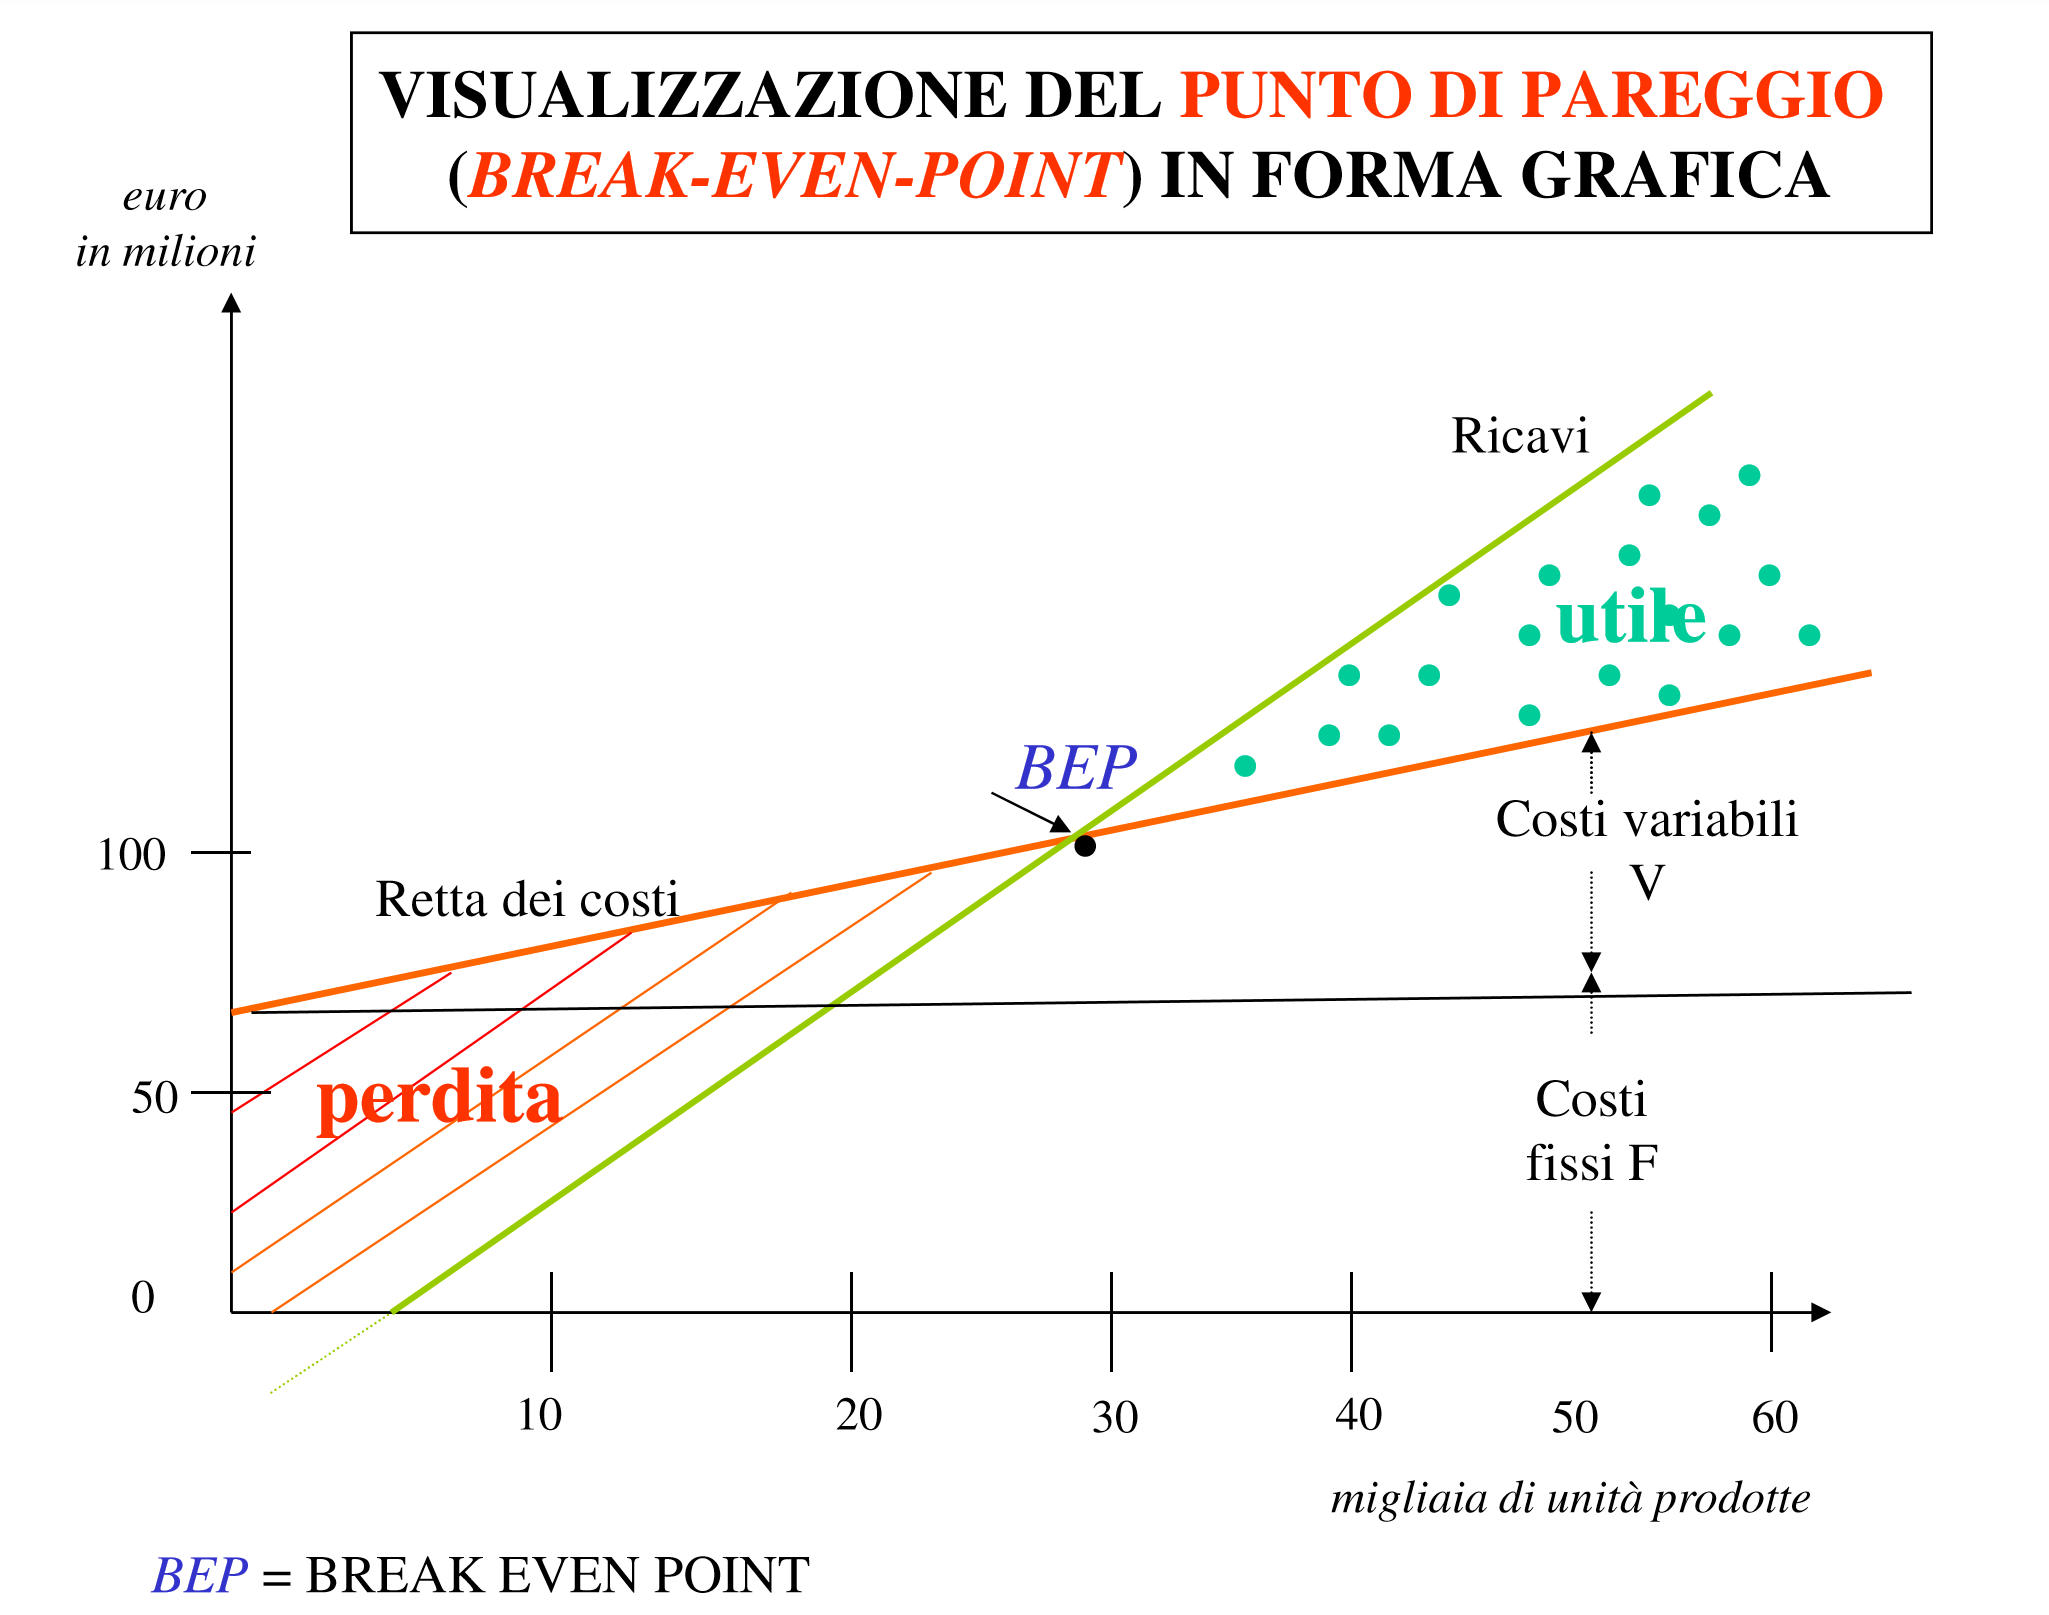 VISUALIZZAZIONE DEL PUNTO DI PAREGGIO
(BREAK-EVEN-POINT) IN FORMA GRAFICA
euro
in milioni
Ricavi
utile
BEP
Costi variabili
V
100
Retta dei costi
50
perdita
Costi
fissi F
0
10 20 30 40 50 60
migliaia di unità prodotte
BEP = BREAK EVEN POINT